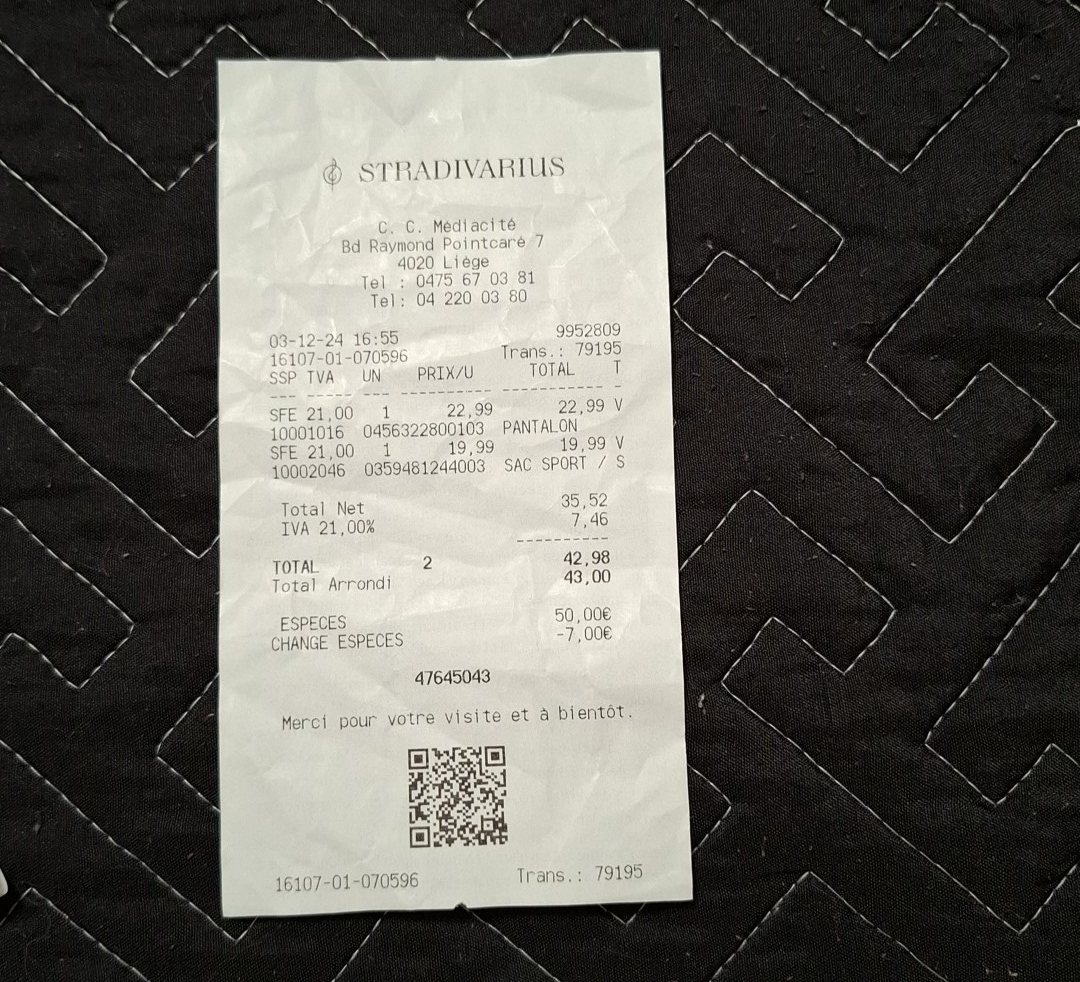 STRADIVARIUS
C. C. Médiacité
Bd Raymond Pointcaré 7
4020 Liége
Tel : 0475 67 03 81
Tel: 04 220 03 80
03-12-24 16:55 9952809
16107-01-070596 Trans.: 79195
SSP TVA UN PRIX/U TOTAL T
SFE 21,00 1 22,99 22,99 V
10001016 0456322800103 PANTALON
SFE 21,00 1 19,99 19,99 V
10002046 0359481244003 SAC SPORT / S
Total Net 35,52
IVA 21,00% 7,46
TOTAL 2 42,98
Total Arrondi 43,00
ESPECES 50,00€
CHANGE ESPECES -7,00€
47645043
Merci pour votre visite et à bientôt.
16107-01-070596 Trans.: 79195